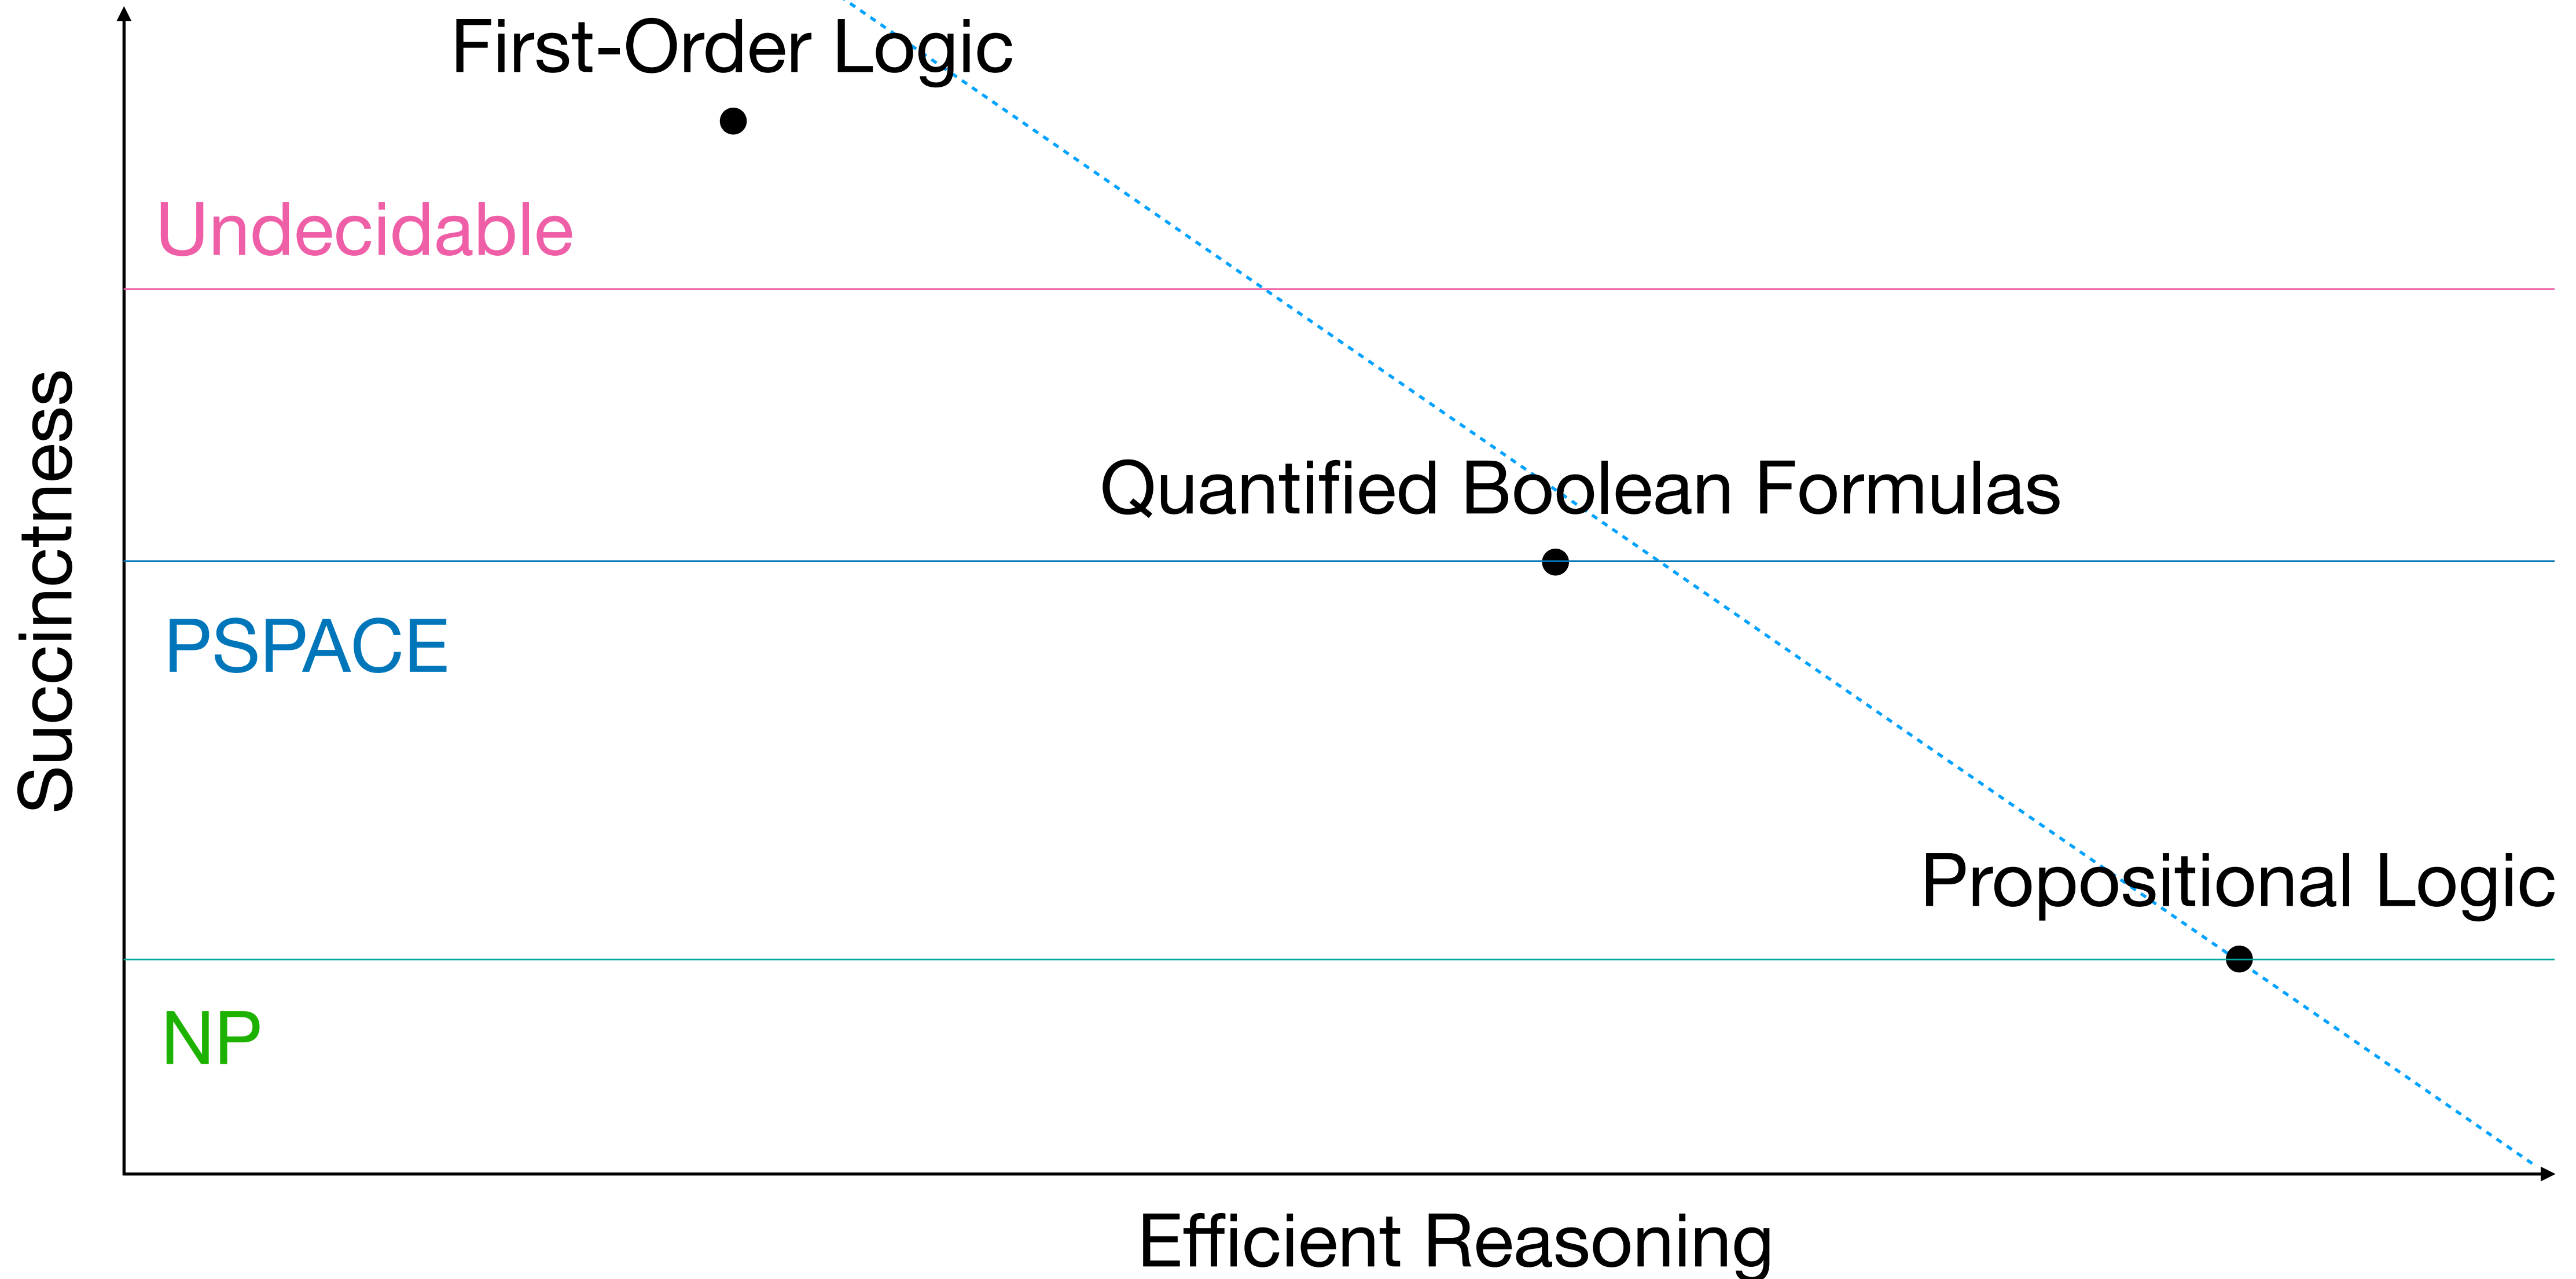 First-Order Logic
Undecidable
Succinctness
Quantified Boolean Formulas
PSPACE
Propositional Logic
NP
Efficient Reasoning